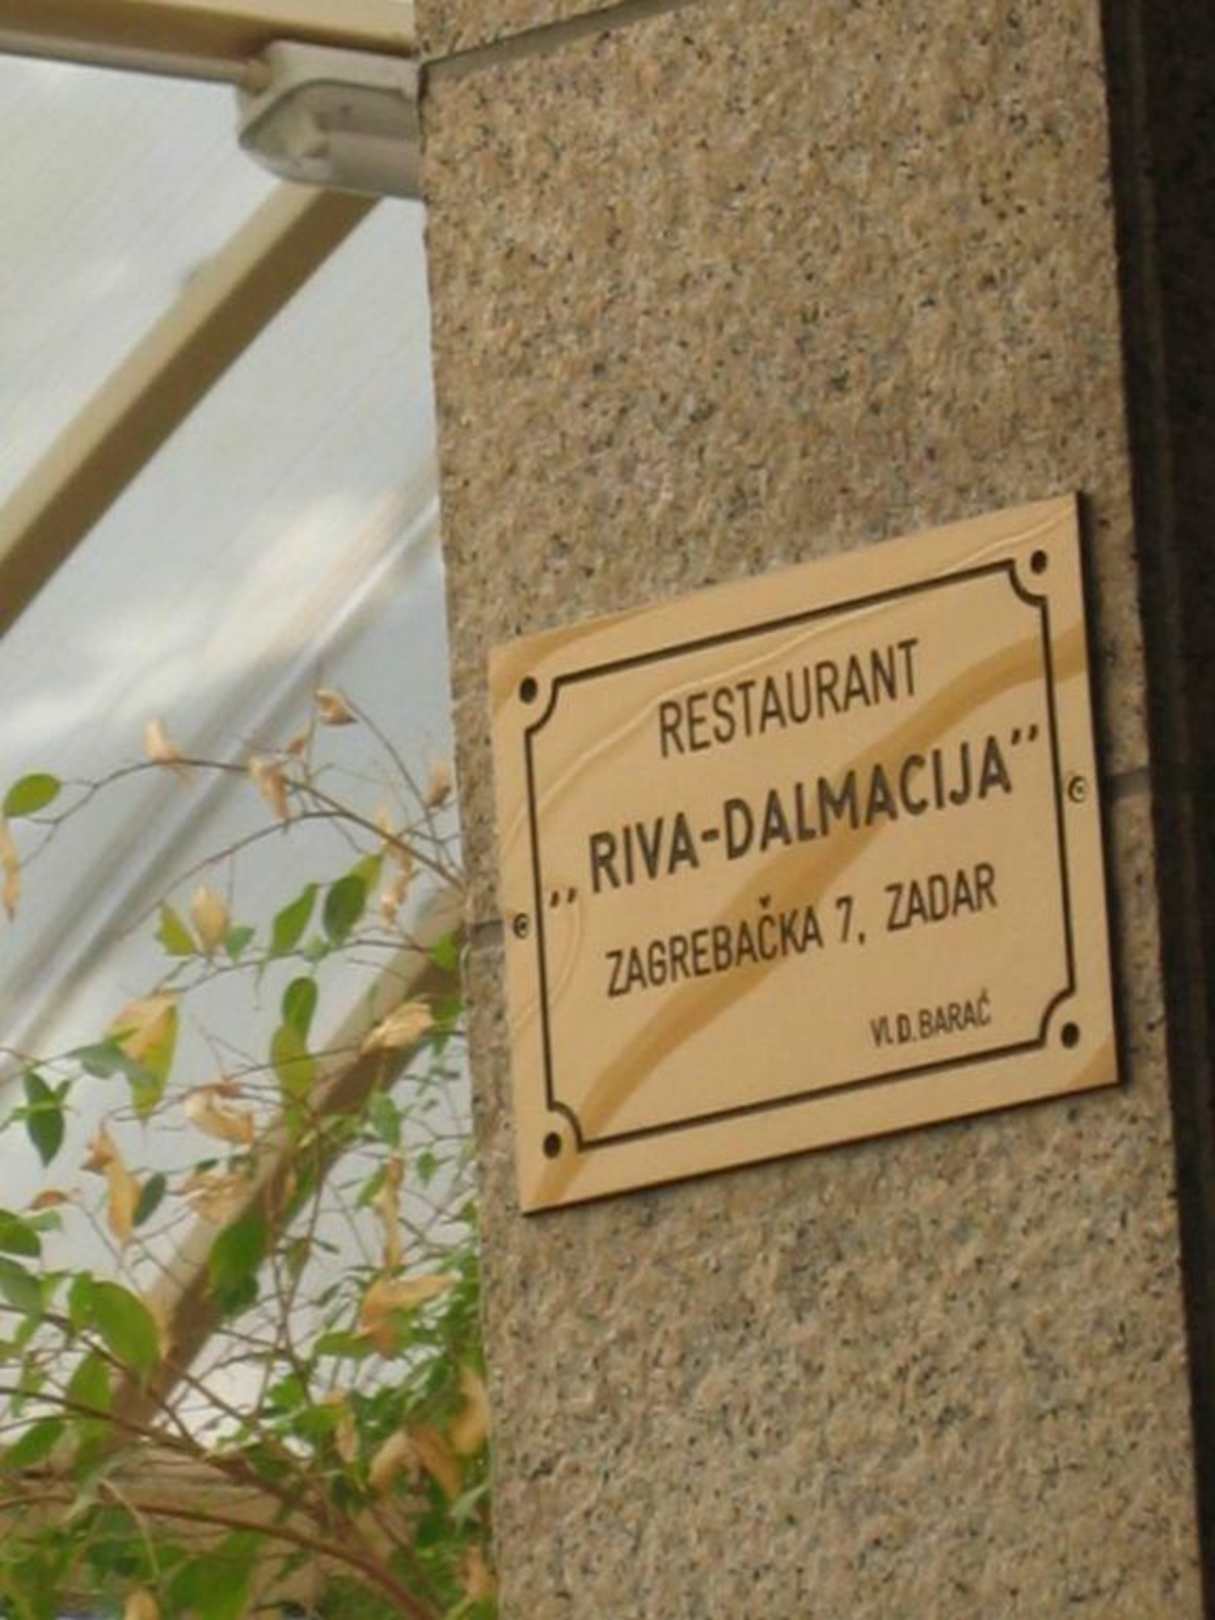 RESTAURANT
,,RIVA-DALMACIJA''
ZAGREBAČKA 7, ZADAR
Vl. D. BARAĆ